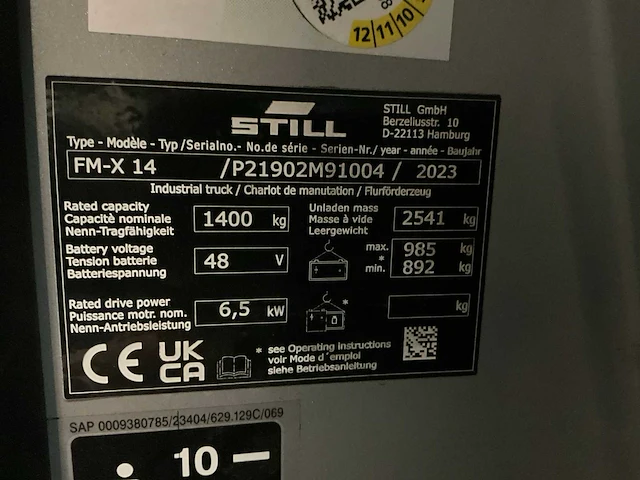 12 11 10
STILL
STILL GmbH
Berzeliusstr. 10
D-22113 Hamburg
Type - Modèle - Typ /Serialno.- No.de série - Serien-Nr./ year - année - Baujahr
FM-X 14 /P21902M91004 / 2023
Industrial truck / Chariot de manutation / Flurförderzeug
Rated capacity
Capacité nominale
Nenn-Tragfähigkeit
1400 kg
Unladen mass
Masse à vide
Leergewicht
2541 kg
Battery voltage
Tension batterie
Batteriespannung
48 V
max. 985 kg
*
min. 892 kg
Rated drive power
Puissance motr. nom.
Nenn-Antriebsleistung
6,5 kW
*
kg
CE UK
CA
* see Operating instructions
voir Mode d´emploi
siehe Betriebsanleitung
SAP 0009380785/23404/629.129C/069
10